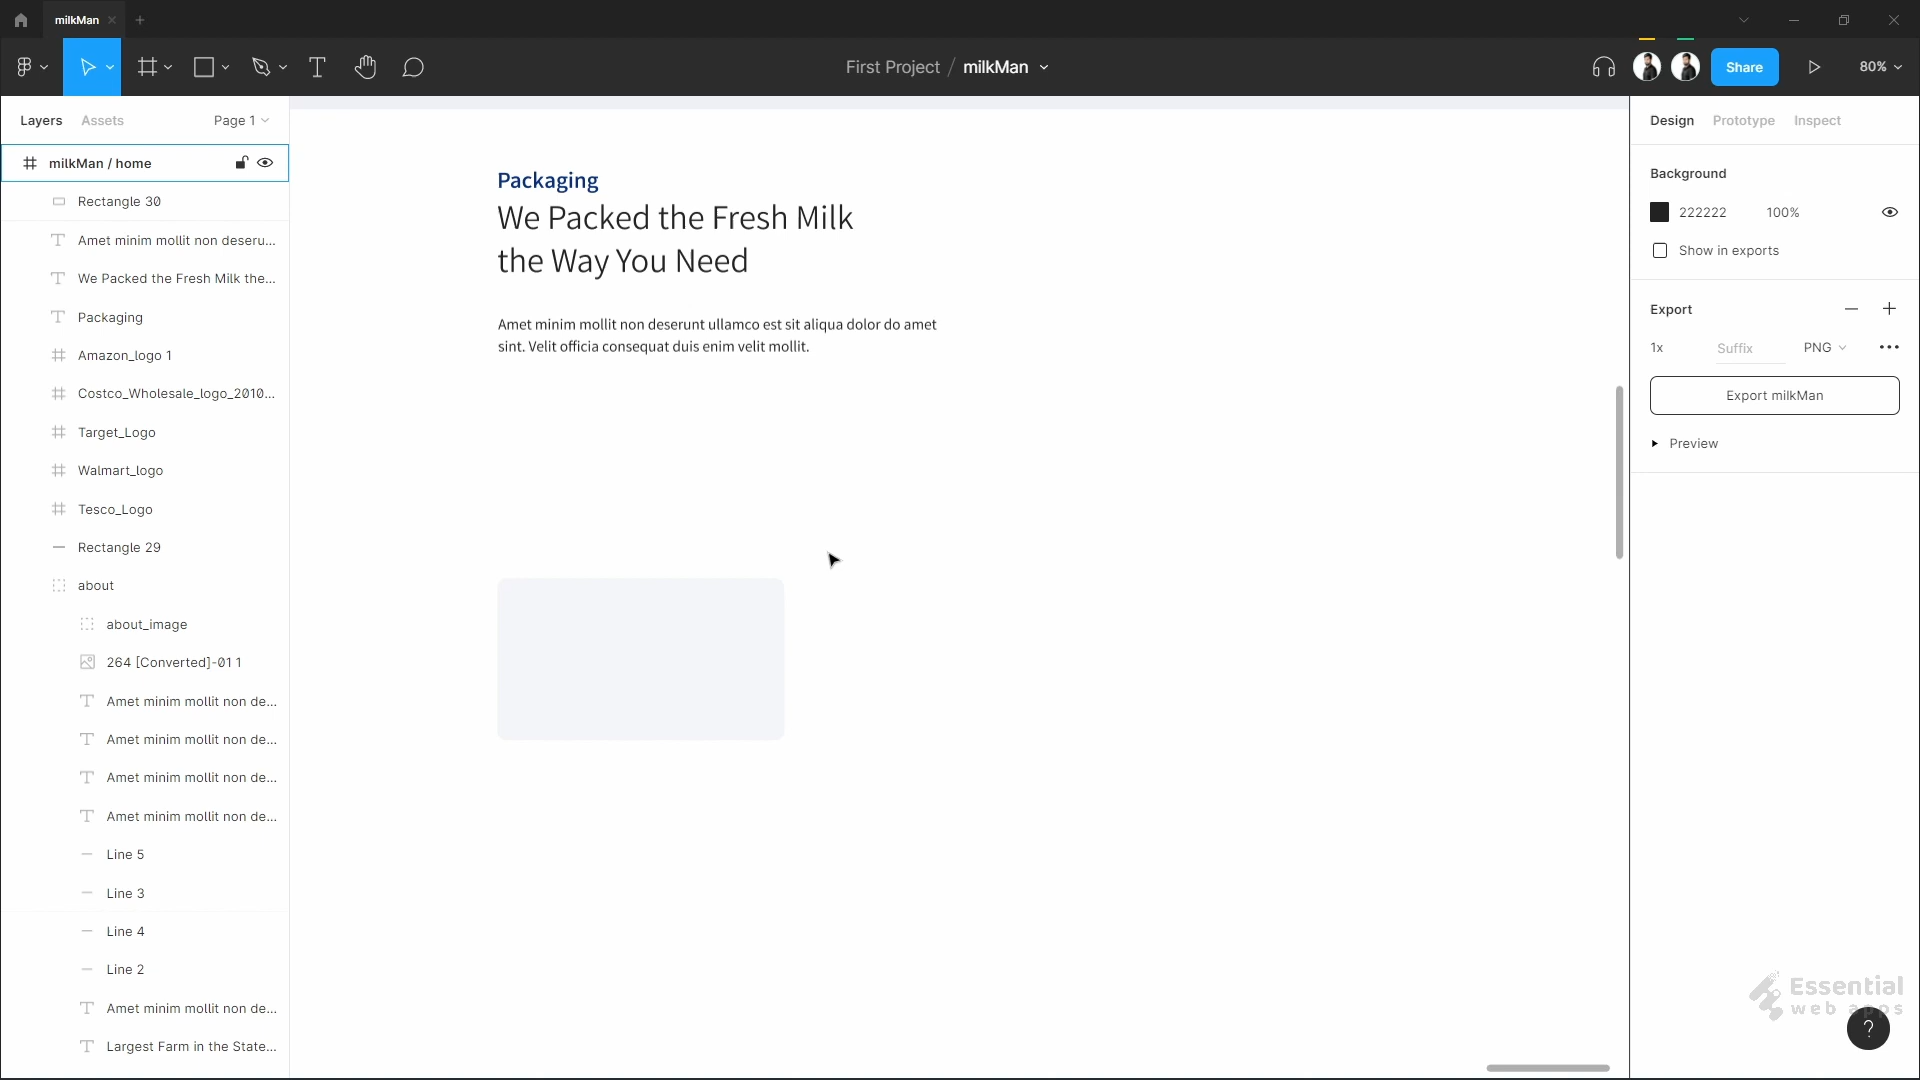 milkMan
First Project / milkMan
Share
80%
Layers
Assets
Page 1
milkMan / home
Rectangle 30
Amet minim mollit non deseru...
We Packed the Fresh Milk the...
Packaging
Amazon_logo 1
Costco_Wholesale_logo_2010...
Target_Logo
Walmart_logo
Tesco_Logo
Rectangle 29
about
about_image
264 [Converted]-01 1
Amet minim mollit non de...
Amet minim mollit non de...
Amet minim mollit non de...
Amet minim mollit non de...
Line 5
Line 3
Line 4
Line 2
Amet minim mollit non de...
Largest Farm in the State...
Packaging
We Packed the Fresh Milk
the Way You Need
Amet minim mollit non deserunt ullamco est sit aliqua dolor do amet
sint. Velit officia consequat duis enim velit mollit.
Design
Prototype
Inspect
Background
222222
100%
Show in exports
Export
1x
Suffix
PNG
Export milkMan
Preview
Essential
web apps
?